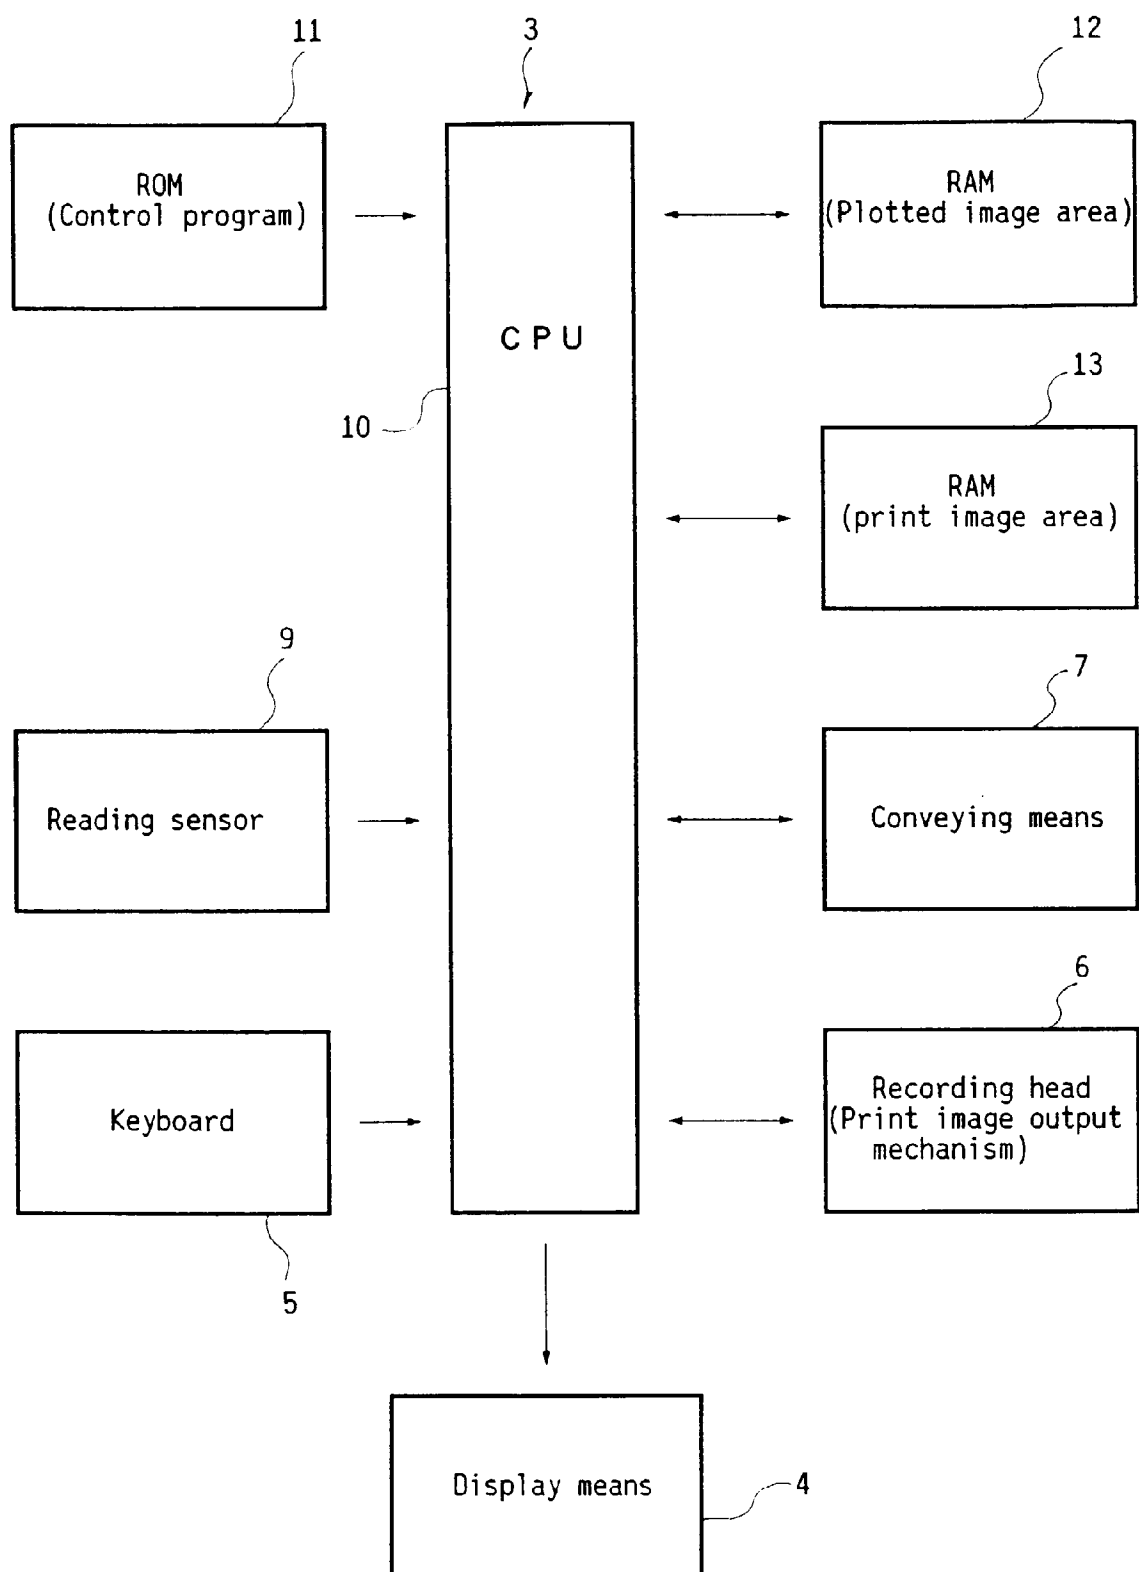 11
3
12
ROM
(Control program)
RAM
(Plotted image area)
CPU
13
10
RAM
(print image area)
9
7
Reading sensor
Conveying means
6
Keyboard
Recording head
(Print image output
mechanism)
5
Display means
4